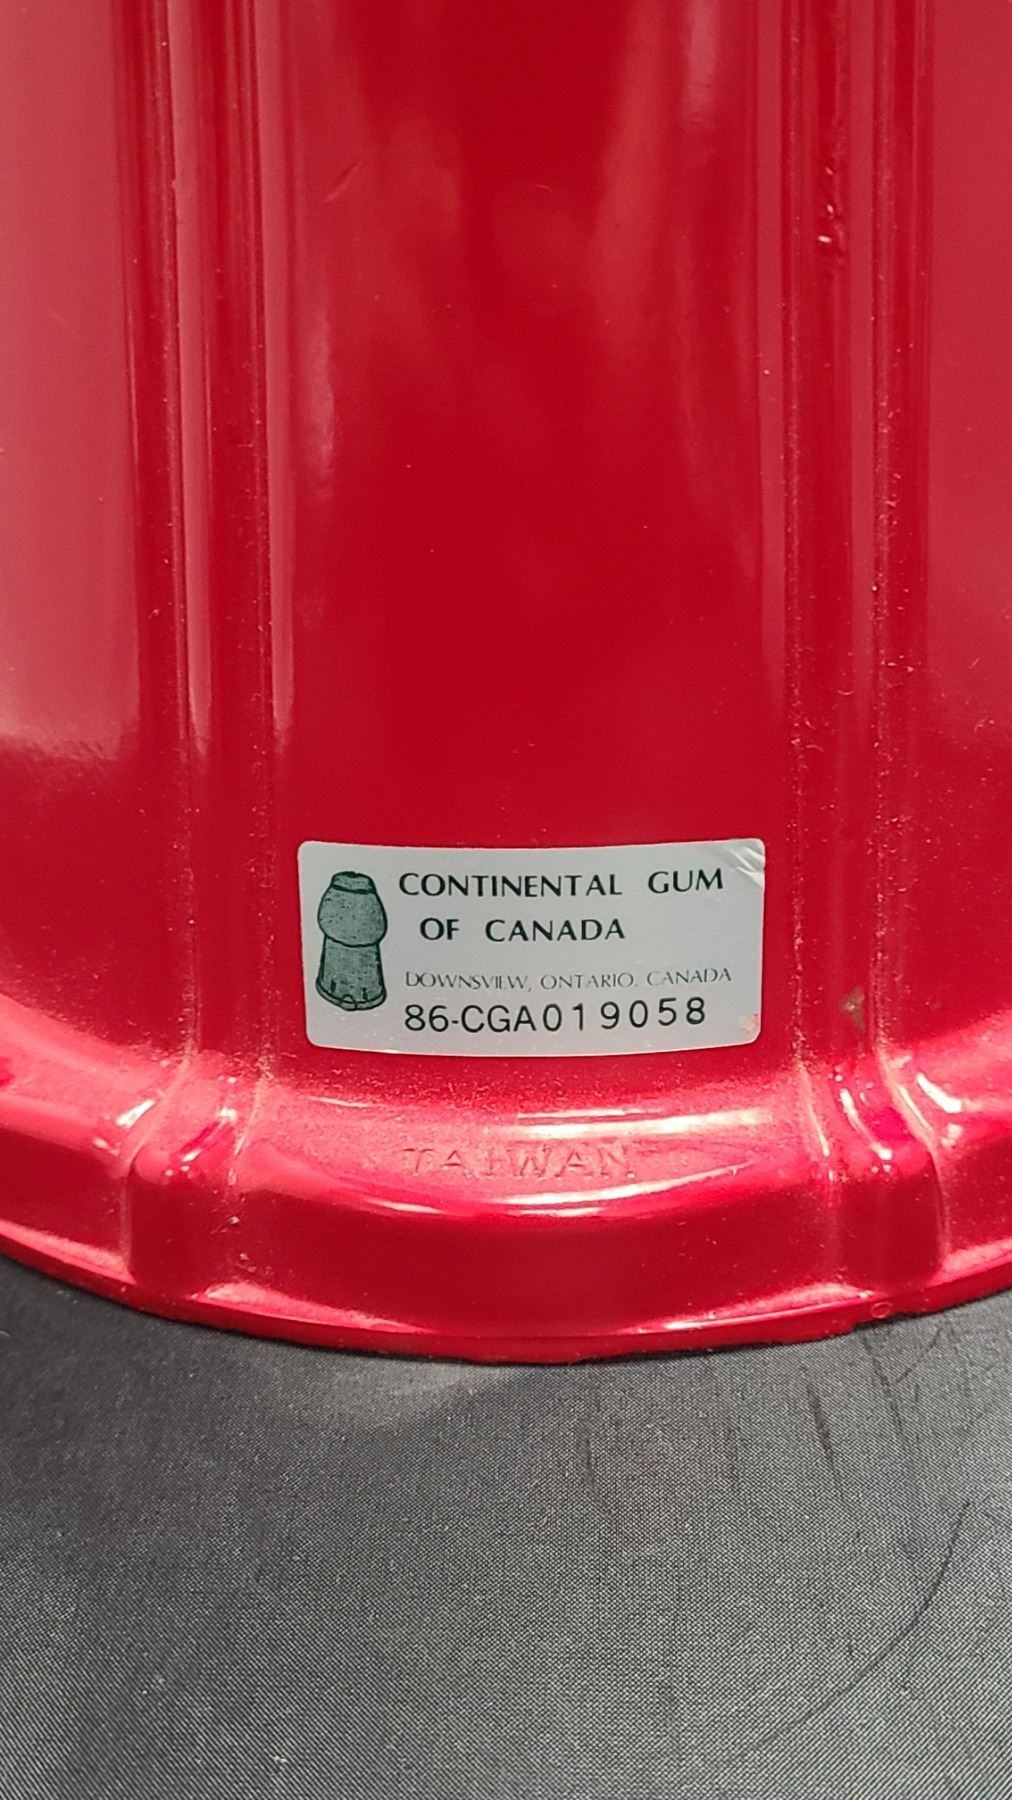 CONTINENTAL GUM
OF CANADA
DOWNSVIEW, ONTARIO, CANADA
86-CGA019058
TAIWAN